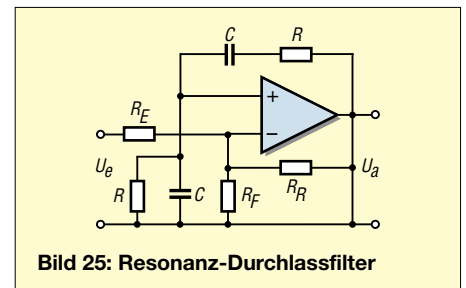 C R
+
R_E −
U_e R_R U_a
R C R_F
Bild 25: Resonanz-Durchlassfilter